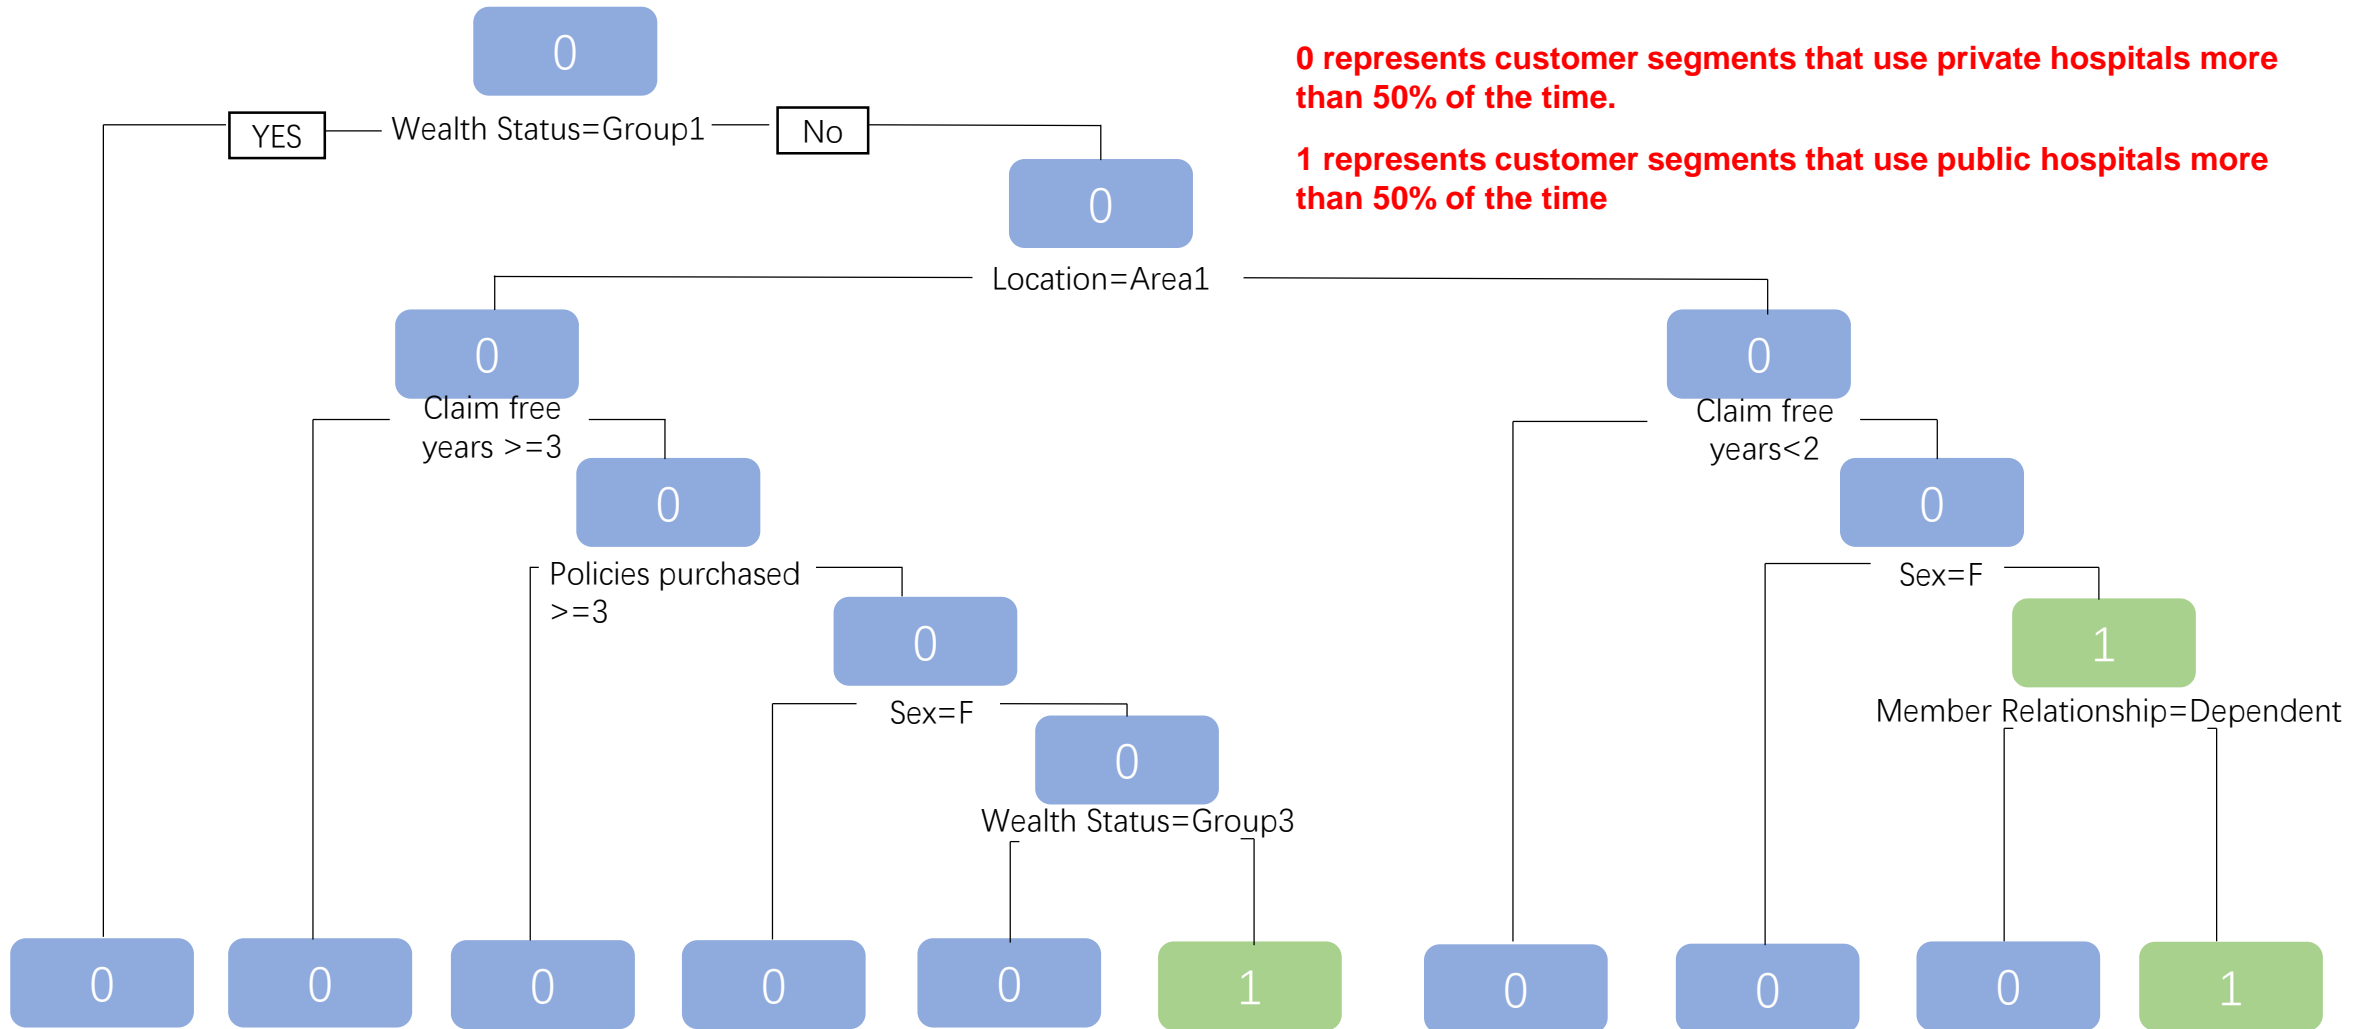 0
0 represents customer segments that use private hospitals more
than 50% of the time.
YES
Wealth Status=Group1
No
1 represents customer segments that use public hospitals more
than 50% of the time
0
Location=Area1
0
0
Claim free
years >=3
Claim free
years<2
0
0
Policies purchased
>=3
Sex=F
0
1
Sex=F
Member Relationship=Dependent
0
Wealth Status=Group3
0
0
0
0
0
1
0
0
0
1